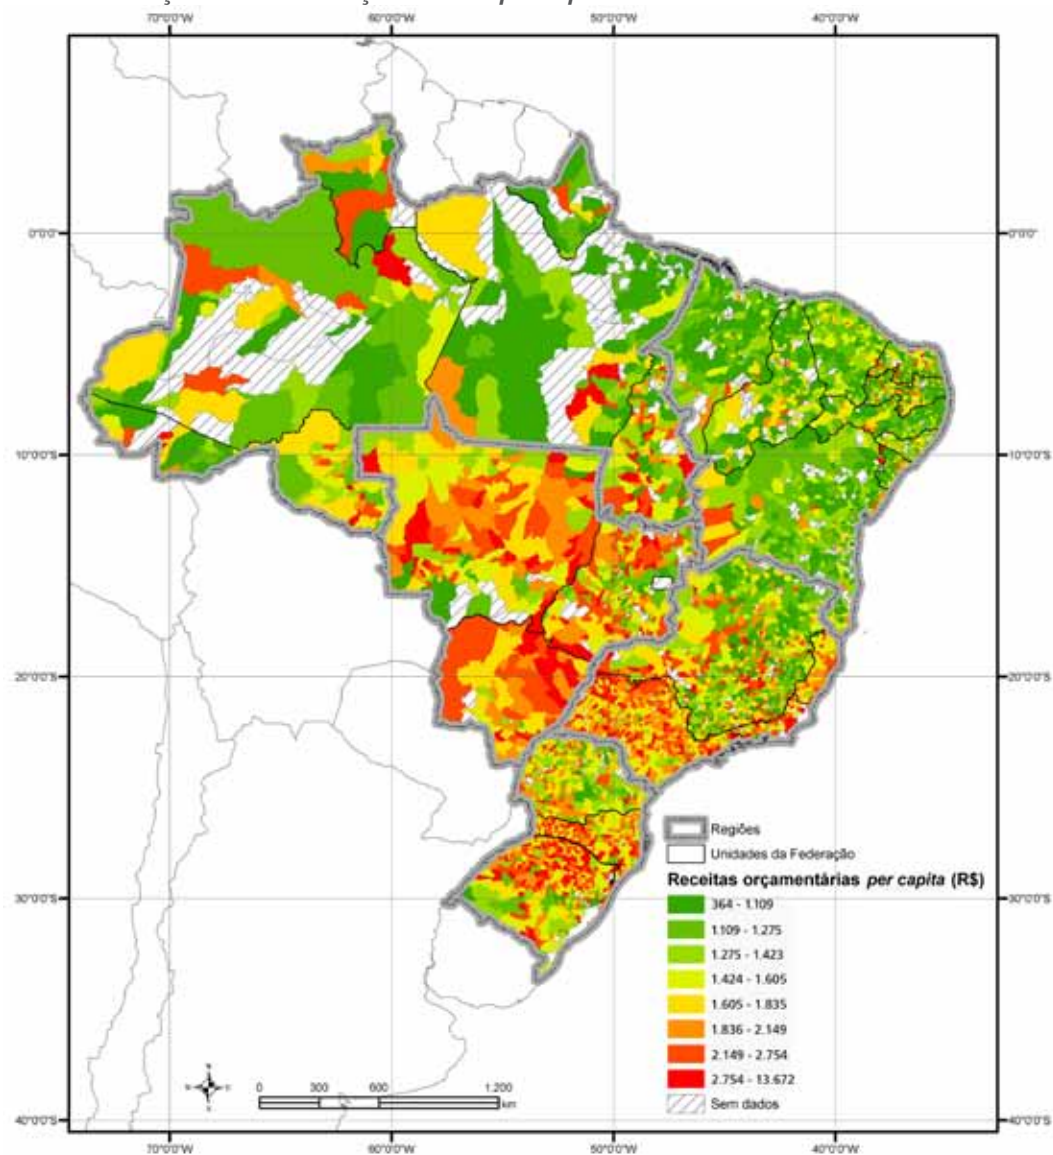 70°0'0"W 60°0'0"W 50°0'0"W 40°0'0"W
0°0'0" 0°0'0"
10°0'0"S 10°0'0"S
20°0'0"S 20°0'0"S
30°0'0"S 30°0'0"S
40°0'0"S 40°0'0"S
Regiões
Unidades da Federação
Receitas orçamentárias per capita (R$)
364 - 1.109
1.109 - 1.275
1.275 - 1.423
1.424 - 1.605
1.605 - 1.835
1.836 - 2.149
2.149 - 2.754
2.754 - 13.672
Sem dados
0 300 600 1.200
km
70°0'0"W 60°0'0"W 50°0'0"W 40°0'0"W